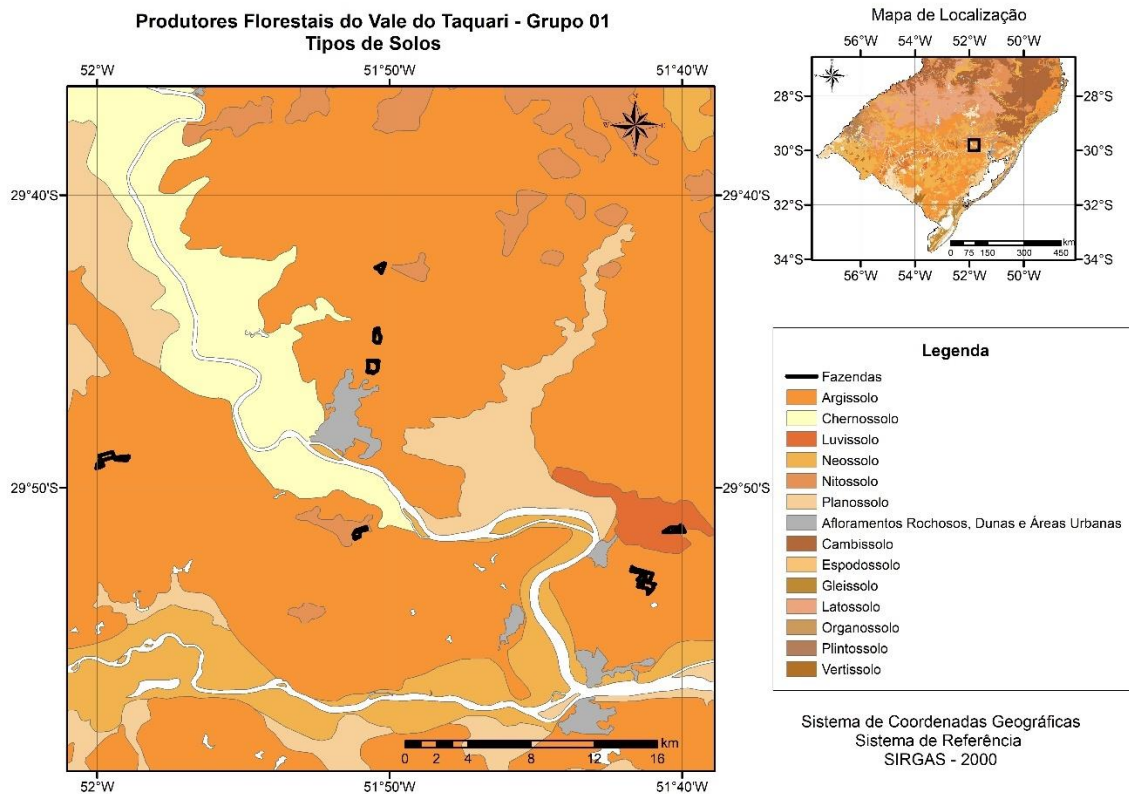 Produtores Florestais do Vale do Taquari - Grupo 01
Tipos de Solos
52°W 51°50'W 51°40'W
29°40'S 29°40'S
29°50'S 29°50'S
km
0 2 4 8 12 16
52°W 51°50'W 51°40'W
Mapa de Localização
56°W 54°W 52°W 50°W
28°S 28°S
30°S 30°S
32°S 32°S
km
0 75 150 300 450
34°S 34°S
56°W 54°W 52°W 50°W
Legenda
Fazendas
Argissolo
Chernossolo
Luvissolo
Neossolo
Nitossolo
Planossolo
Afloramentos Rochosos, Dunas e Áreas Urbanas
Cambissolo
Espodossolo
Gleissolo
Latossolo
Organossolo
Plintossolo
Vertissolo
Sistema de Coordenadas Geográficas
Sistema de Referência
SIRGAS - 2000